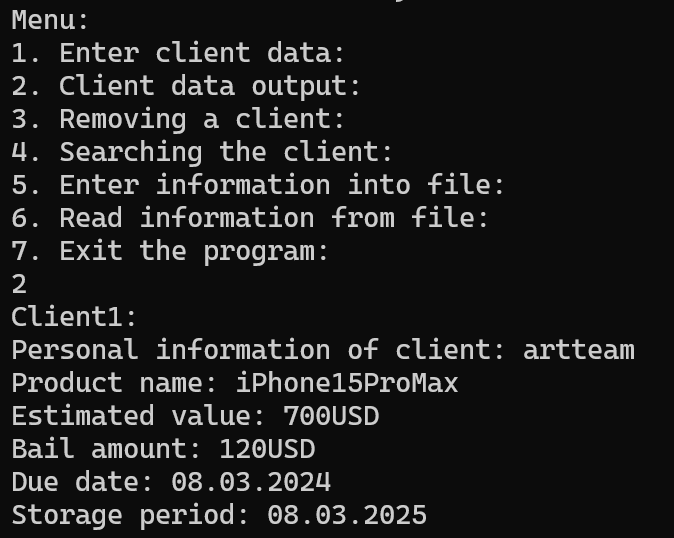 Menu:
1. Enter client data:
2. Client data output:
3. Removing a client:
4. Searching the client:
5. Enter information into file:
6. Read information from file:
7. Exit the program:
2
Client1:
Personal information of client: artteam
Product name: iPhone15ProMax
Estimated value: 700USD
Bail amount: 120USD
Due date: 08.03.2024
Storage period: 08.03.2025